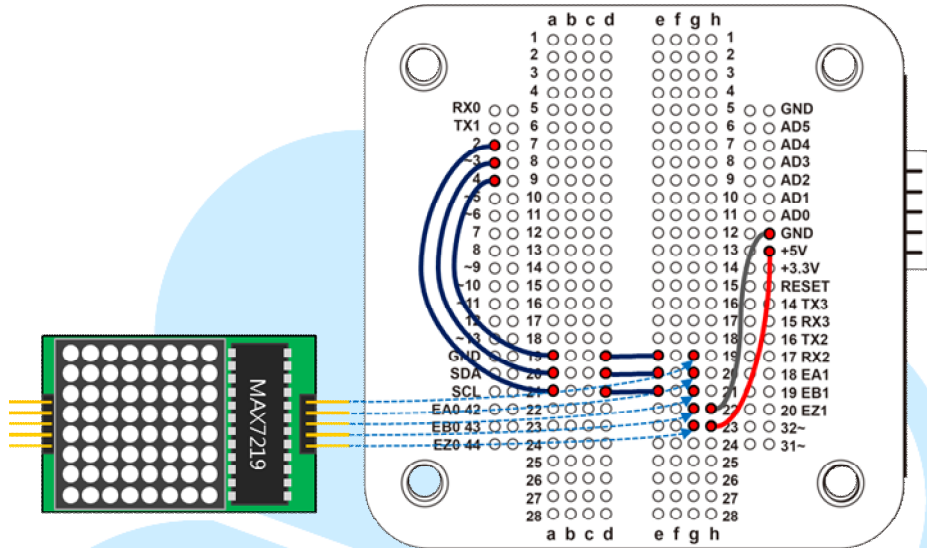 a b c d e f g h
1 1
2 2
3 3
4 4
RX0 5 5 GND
TX1 6 6 AD5
2 7 7 AD4
~3 8 8 AD3
4 9 9 AD2
~5 10 10 AD1
~6 11 11 AD0
7 12 12 GND
8 13 13 +5V
~9 14 14 +3.3V
~10 15 15 RESET
~11 16 16 14 TX3
12 17 17 15 RX3
~13 18 18 16 TX2
GND 19 19 17 RX2
SDA 20 20 18 EA1
SCL 21 21 19 EB1
EA0 42 22 22 20 EZ1
EB0 43 23 23 32~
EZ0 44 24 24 31~
25 25
26 26
27 27
28 28
a b c d e f g h
MAX7219